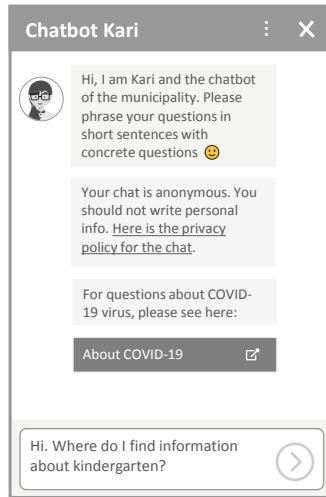 Chatbot Kari
Hi, I am Kari and the chatbot
of the municipality. Please
phrase your questions in
short sentences with
concrete questions 🙂
Your chat is anonymous. You
should not write personal
info. Here is the privacy
policy for the chat.
For questions about COVID-
19 virus, please see here:
About COVID-19
Hi. Where do I find information
about kindergarten?